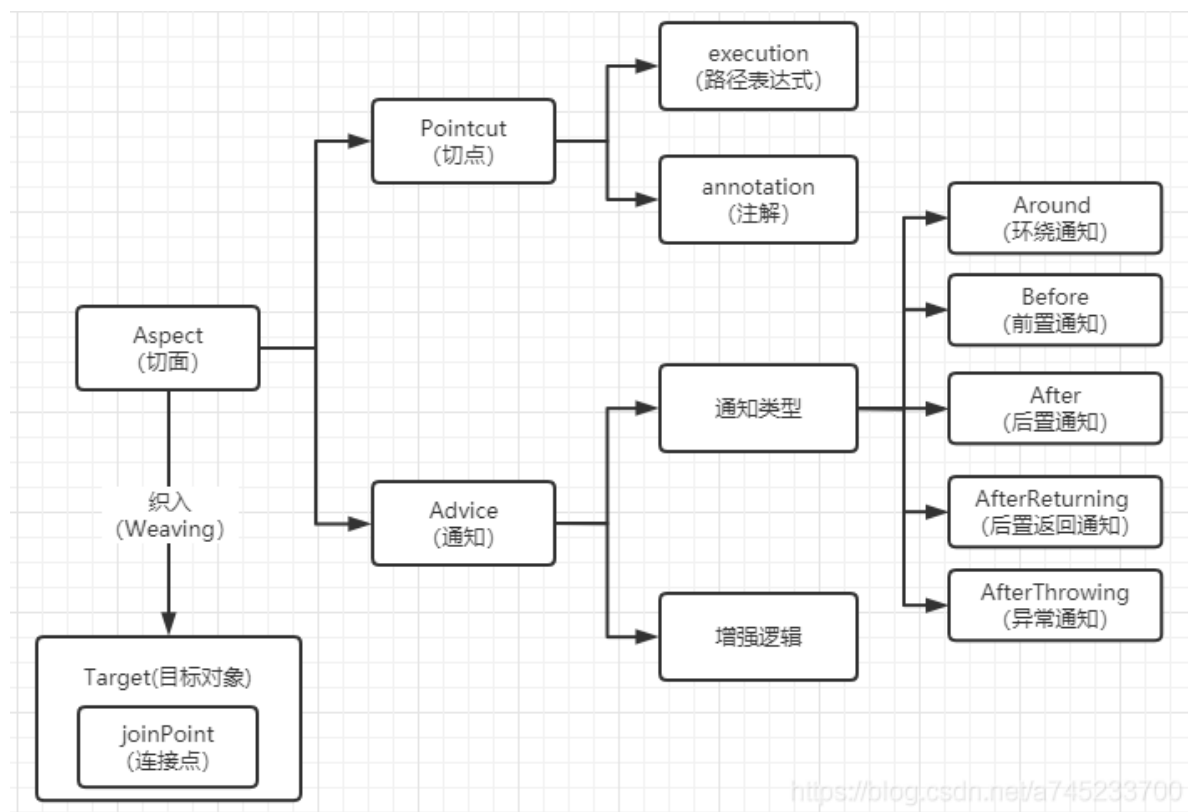 execution
(路径表达式)
Pointcut
(切点)
annotation
(注解)
Around
(环绕通知)
Before
(前置通知)
Aspect
(切面)
通知类型
After
(后置通知)
织入
(Weaving)
Advice
(通知)
AfterReturning
(后置返回通知)
AfterThrowing
(异常通知)
增强逻辑
Target(目标对象)
joinPoint
(连接点)
https://blog.csdn.net/a745233700